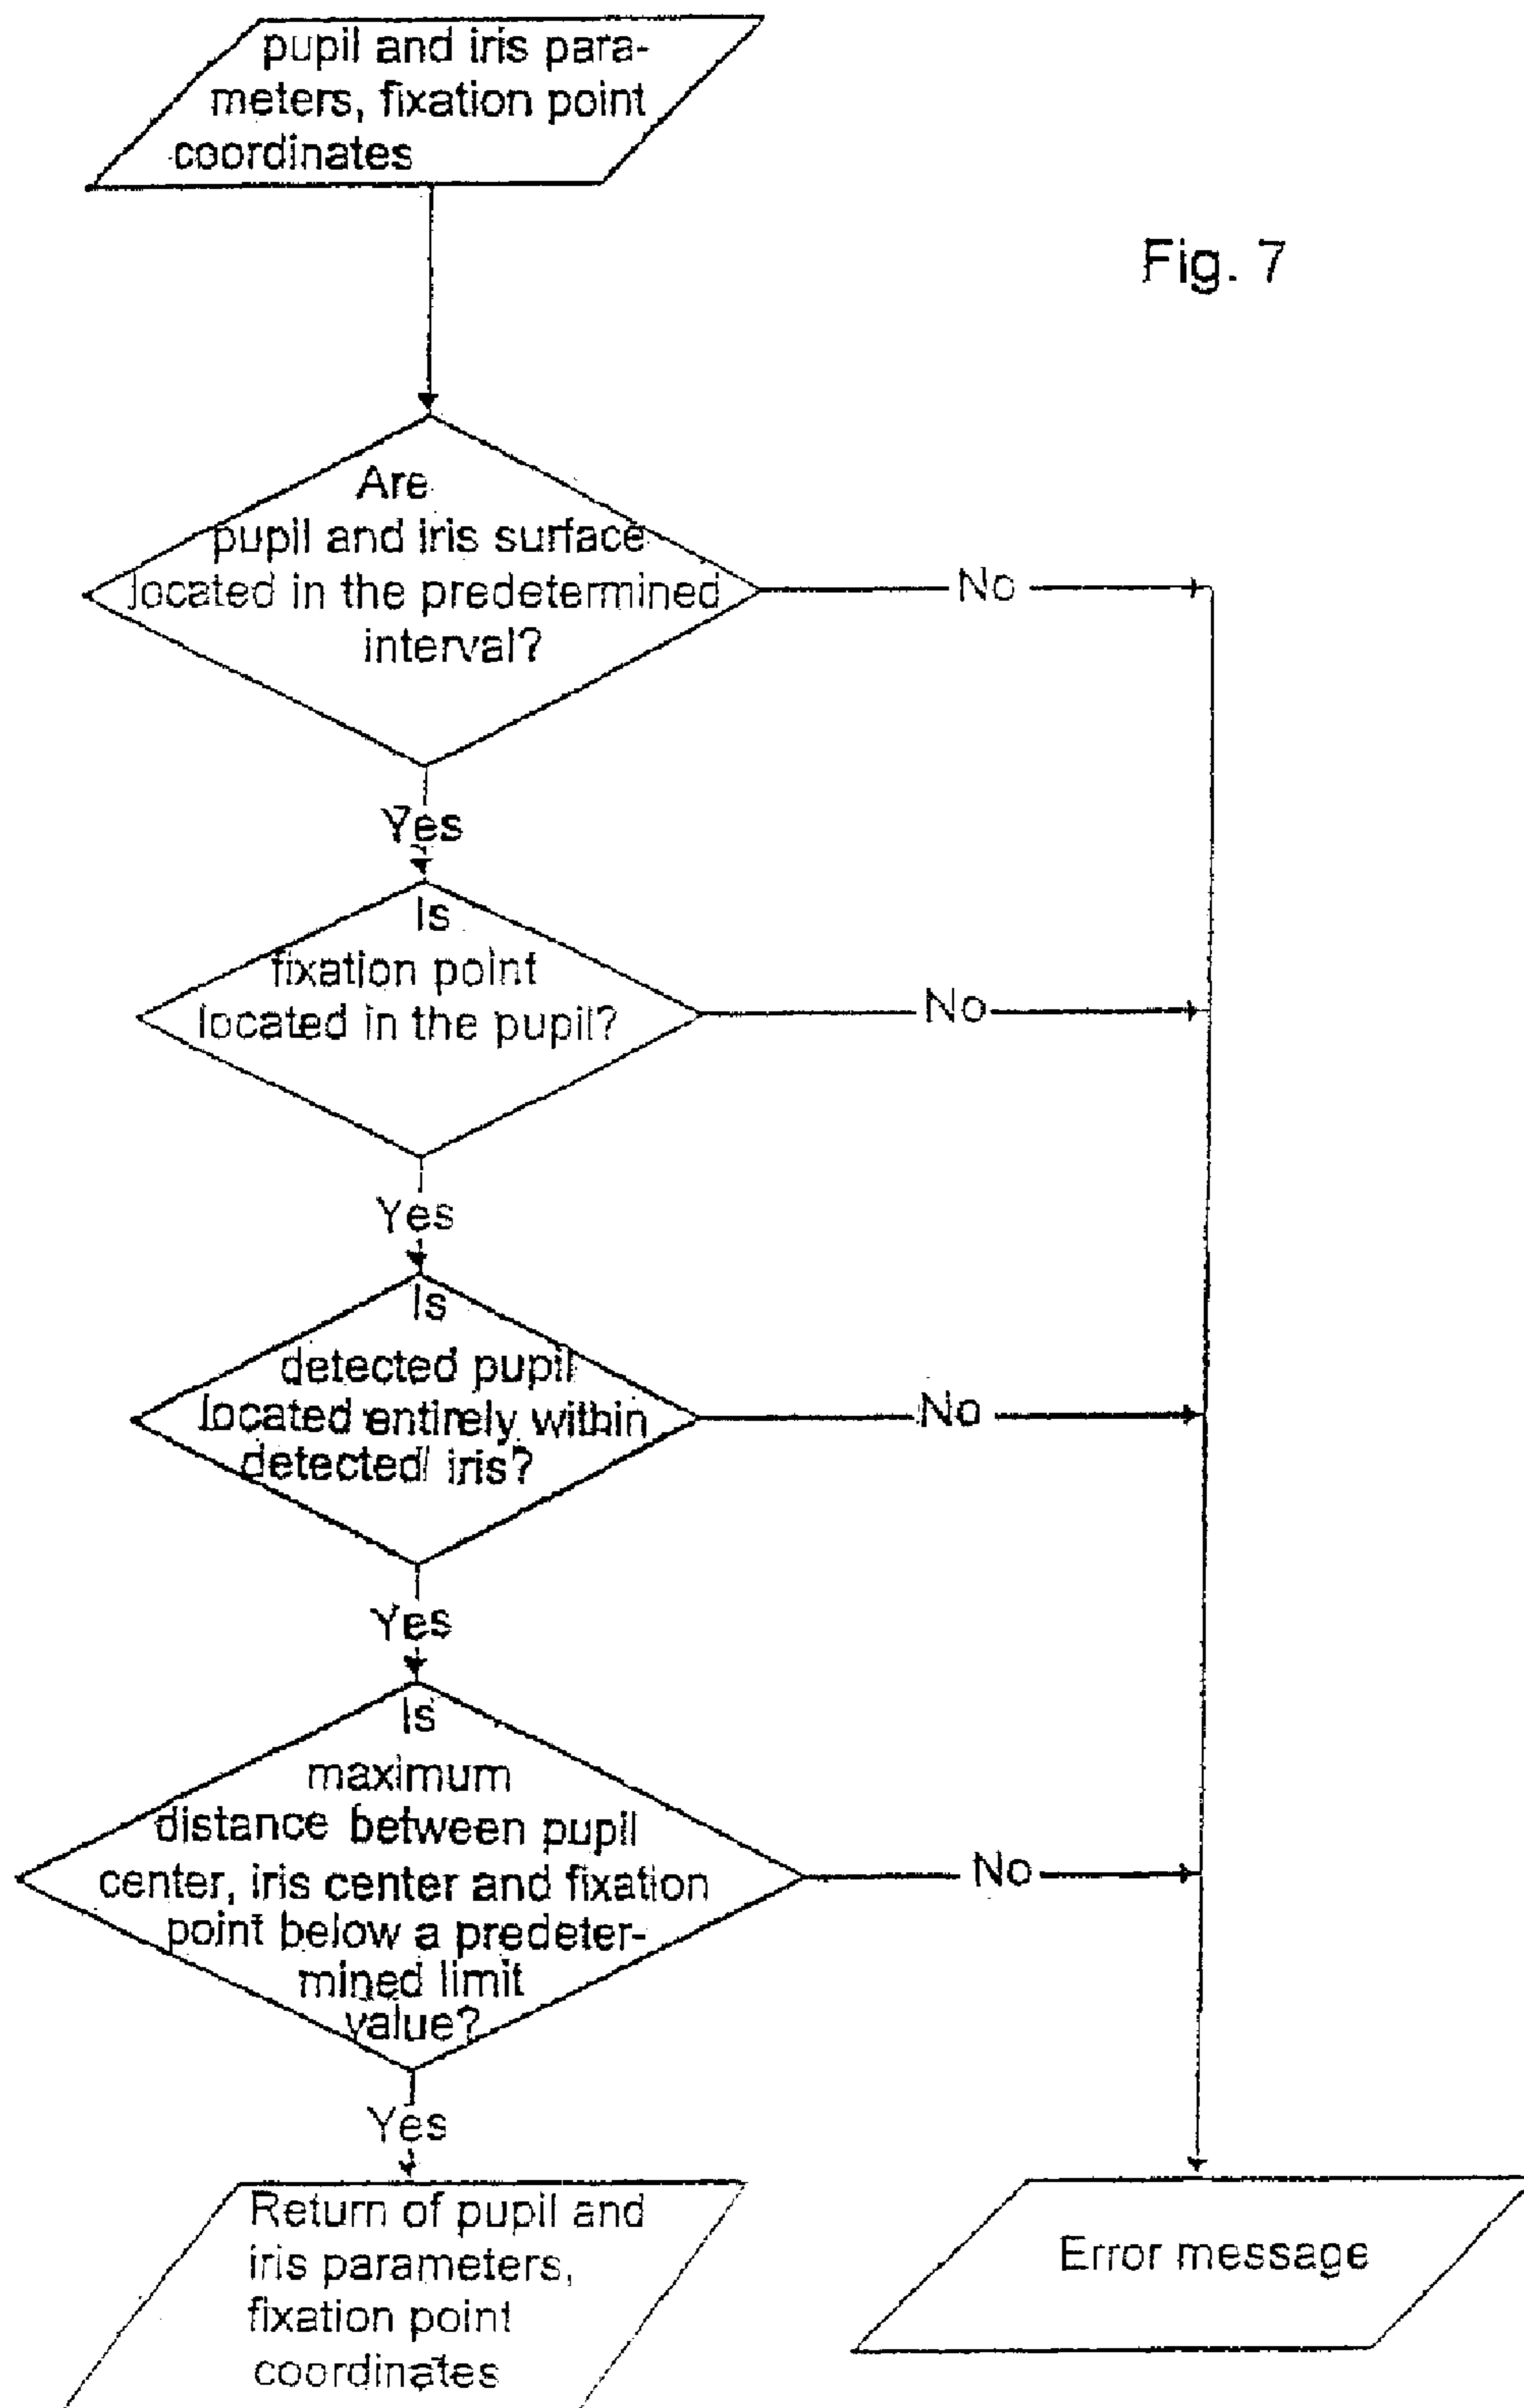 pupil and iris para-
meters, fixation point
coordinates
Fig. 7
Are
pupil and iris surface
located in the predetermined
interval?
No
Yes
Is
fixation point
located in the pupil?
No
Yes
Is
detected pupil
located entirely within
detected iris?
No
Yes
Is
maximum
distance between pupil
center, iris center and fixation
point below a predeter-
mined limit
value?
No
Yes
Return of pupil and
iris parameters,
fixation point
coordinates
Error message